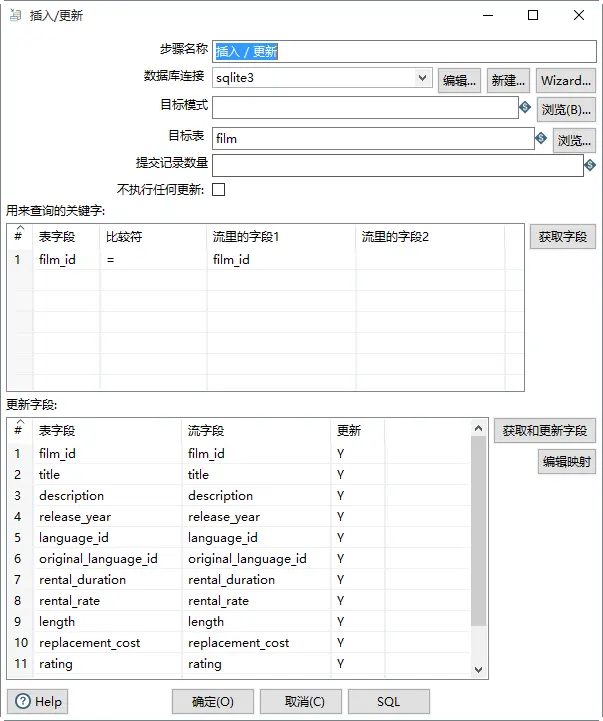 插入/更新
步骤名称 插入 / 更新
数据库连接 sqlite3 编辑... 新建... Wizard...
目标模式 浏览(B)...
目标表 film 浏览...
提交记录数量
不执行任何更新:
用来查询的关键字:
# 表字段 比较符 流里的字段1 流里的字段2 获取字段
1 film_id = film_id
更新字段:
# 表字段 流字段 更新 获取和更新字段
1 film_id film_id Y 编辑映射
2 title title Y
3 description description Y
4 release_year release_year Y
5 language_id language_id Y
6 original_language_id original_language_id Y
7 rental_duration rental_duration Y
8 rental_rate rental_rate Y
9 length length Y
10 replacement_cost replacement_cost Y
11 rating rating Y
Help 确定(O) 取消(C) SQL